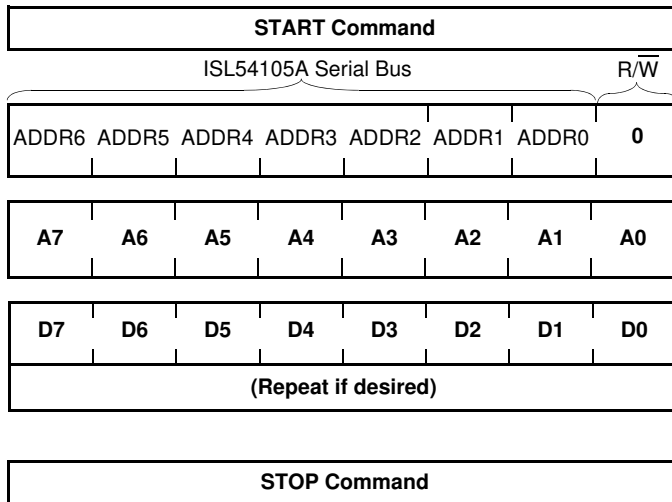 START Command
ISL54105A Serial Bus R/W̅
ADDR6 ADDR5 ADDR4 ADDR3 ADDR2 ADDR1 ADDR0 0
A7 A6 A5 A4 A3 A2 A1 A0
D7 D6 D5 D4 D3 D2 D1 D0
(Repeat if desired)
STOP Command